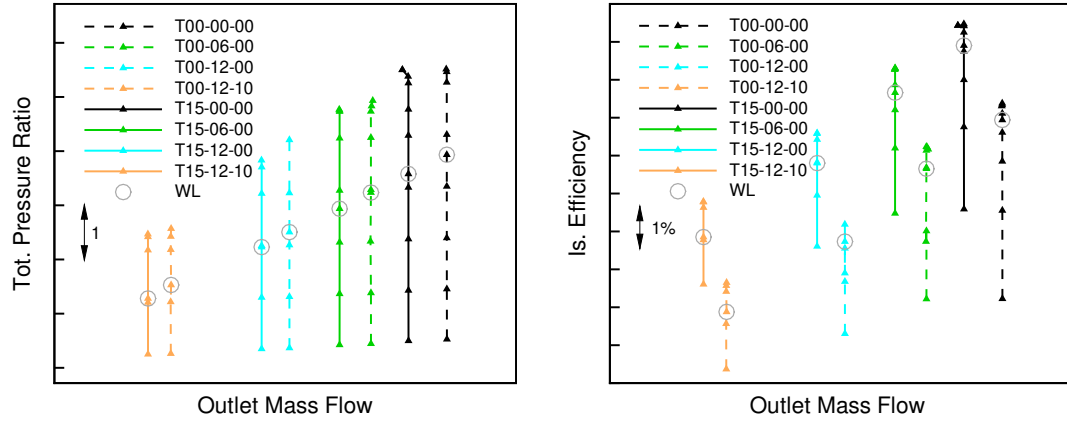 Tot. Pressure Ratio
T00-00-00
T00-06-00
T00-12-00
T00-12-10
T15-00-00
T15-06-00
T15-12-00
T15-12-10
WL
1
Outlet Mass Flow
Is. Efficiency
T00-00-00
T00-06-00
T00-12-00
T00-12-10
T15-00-00
T15-06-00
T15-12-00
T15-12-10
WL
1%
Outlet Mass Flow